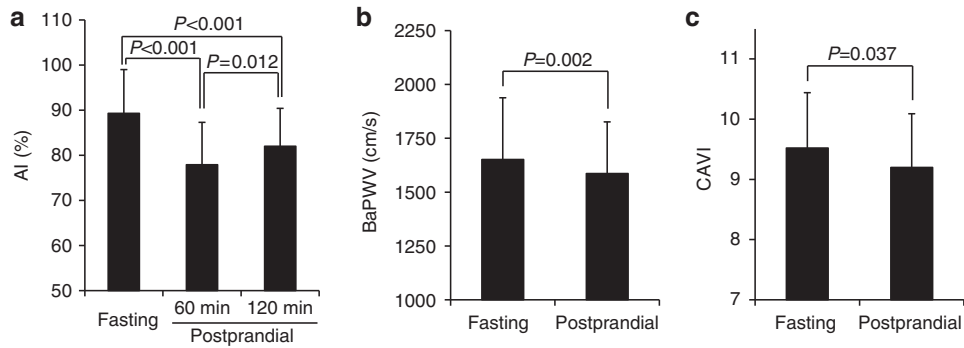 a
AI (%)
110
100
90
80
70
60
50
P<0.001
P<0.001
P=0.012
60 min 120 min
Fasting
Postprandial
b
BaPWV (cm/s)
2250
2000
1750
1500
1250
1000
P=0.002
Fasting Postprandial
c
CAVI
11
10
9
8
7
P=0.037
Fasting Postprandial